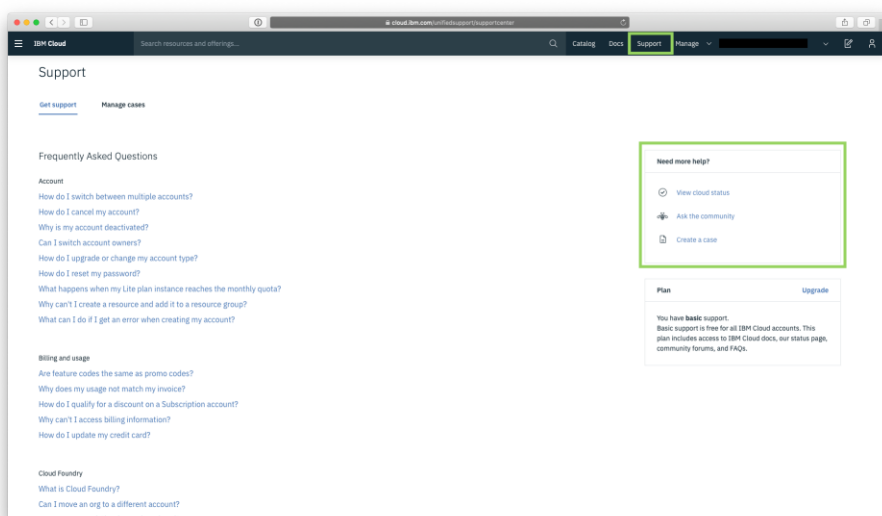 cloud.ibm.com/unifiedsupport/supportcenter
IBM Cloud
Search resources and offerings...
Catalog
Docs
Support
Manage
Support
Get support
Manage cases
Frequently Asked Questions
Account
How do I switch between multiple accounts?
How do I cancel my account?
Why is my account deactivated?
Can I switch account owners?
How do I upgrade or change my account type?
How do I reset my password?
What happens when my Lite plan instance reaches the monthly quota?
Why can't I create a resource and add it to a resource group?
What can I do if I get an error when creating my account?
Billing and usage
Are feature codes the same as promo codes?
Why does my usage not match my invoice?
How do I qualify for a discount on a Subscription account?
Why can't I access billing information?
How do I update my credit card?
Cloud Foundry
What is Cloud Foundry?
Can I move an org to a different account?
Need more help?
View cloud status
Ask the community
Create a case
Plan
Upgrade
You have basic support.
Basic support is free for all IBM Cloud accounts. This
plan includes access to IBM Cloud docs, our status page,
community forums, and FAQs.